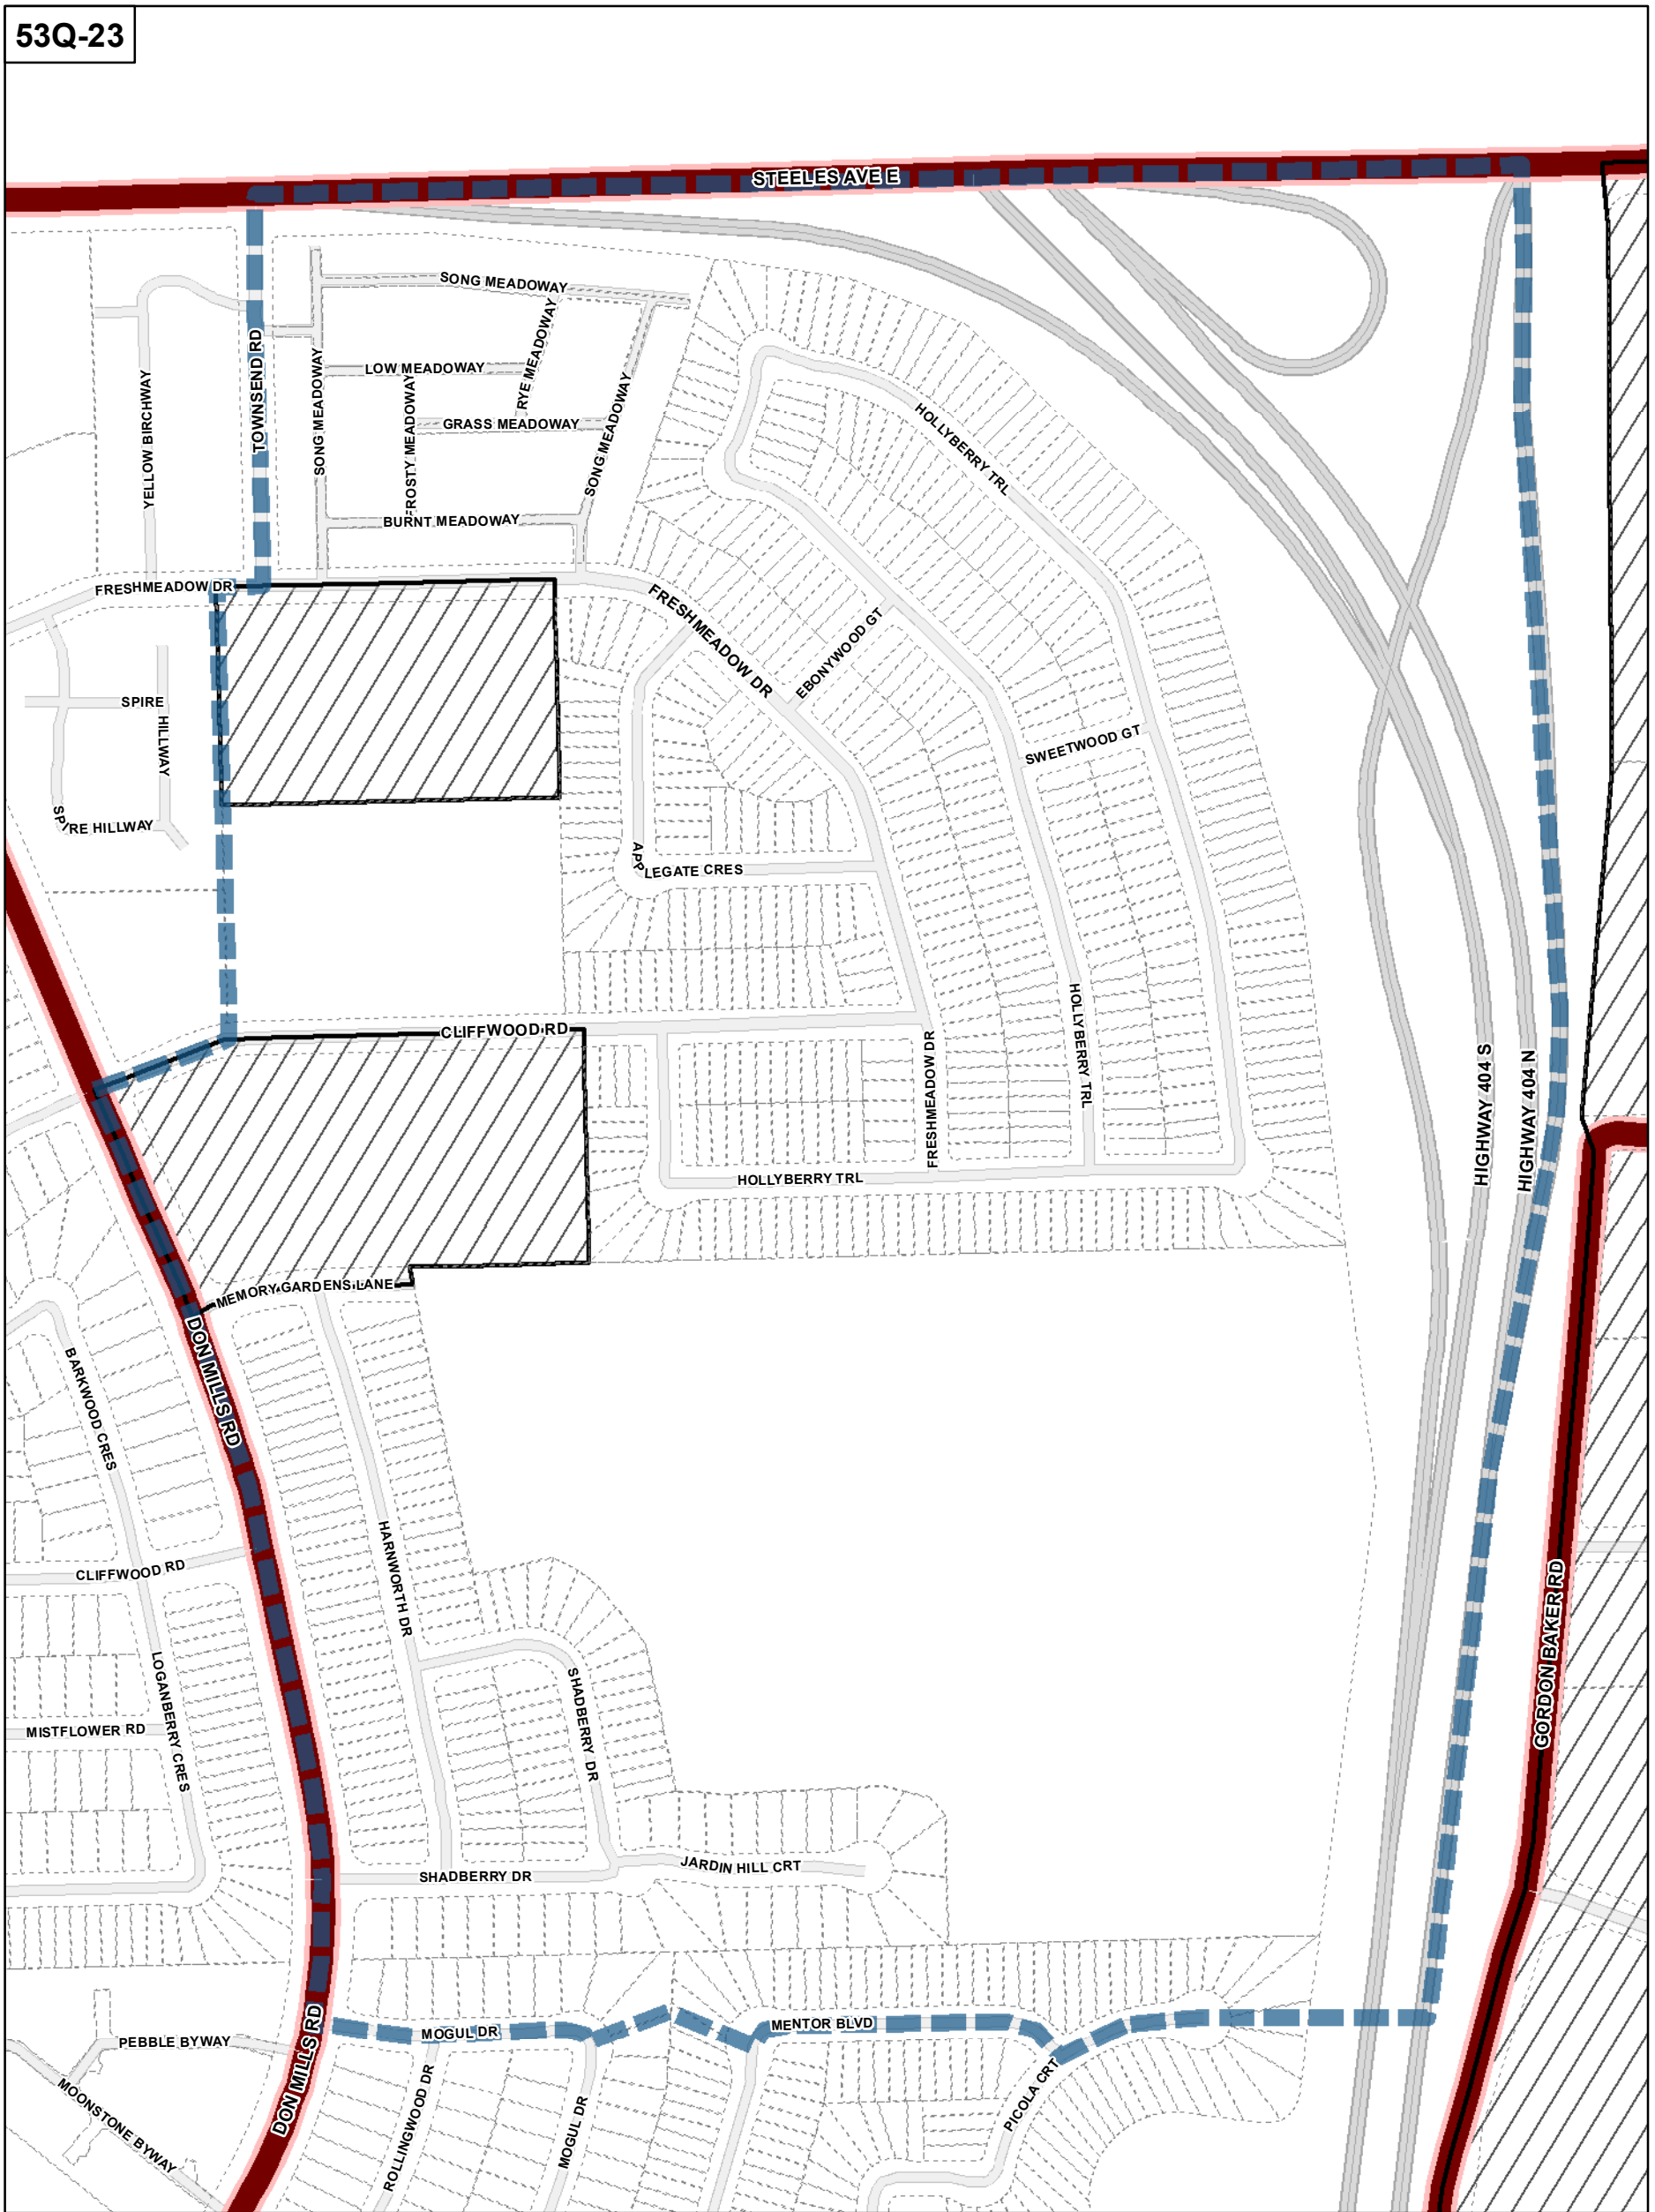 53Q-23
STEELES AVE E
SONG MEADOWAY
TOWNSEND RD
YELLOW BIRCHWAY
SONG MEADOWAY
LOW MEADOWAY
RYE MEADOWAY
FROSTY MEADOWAY
GRASS MEADOWAY
SONG MEADOWAY
HOLLYBERRY TRL
BURNT MEADOWAY
FRESHMEADOW DR
FRESHMEADOW DR
EBONYWOOD GT
SPIRE
HILLWAY
SWEETWOOD GT
SPIRE HILLWAY
APPLEGATE CRES
CLIFFWOOD RD
HOLLYBERRY TRL
FRESHMEADOW DR
HIGHWAY 404 S
HIGHWAY 404 N
HOLLYBERRY TRL
MEMORY GARDENS LANE
DON MILLS RD
BARKWOOD CRES
HARNWORTH DR
CLIFFWOOD RD
GORDON BAKER RD
LOGANBERRY CRES
SHADBERRY DR
MISTFLOWER RD
JARDIN HILL CRT
SHADBERRY DR
MENTOR BLVD
MOGUL DR
PEBBLE BYWAY
DON MILLS RD
PICOLA CRT
MOONSTONE BYWAY
ROLLINGWOOD DR
MOGUL DR